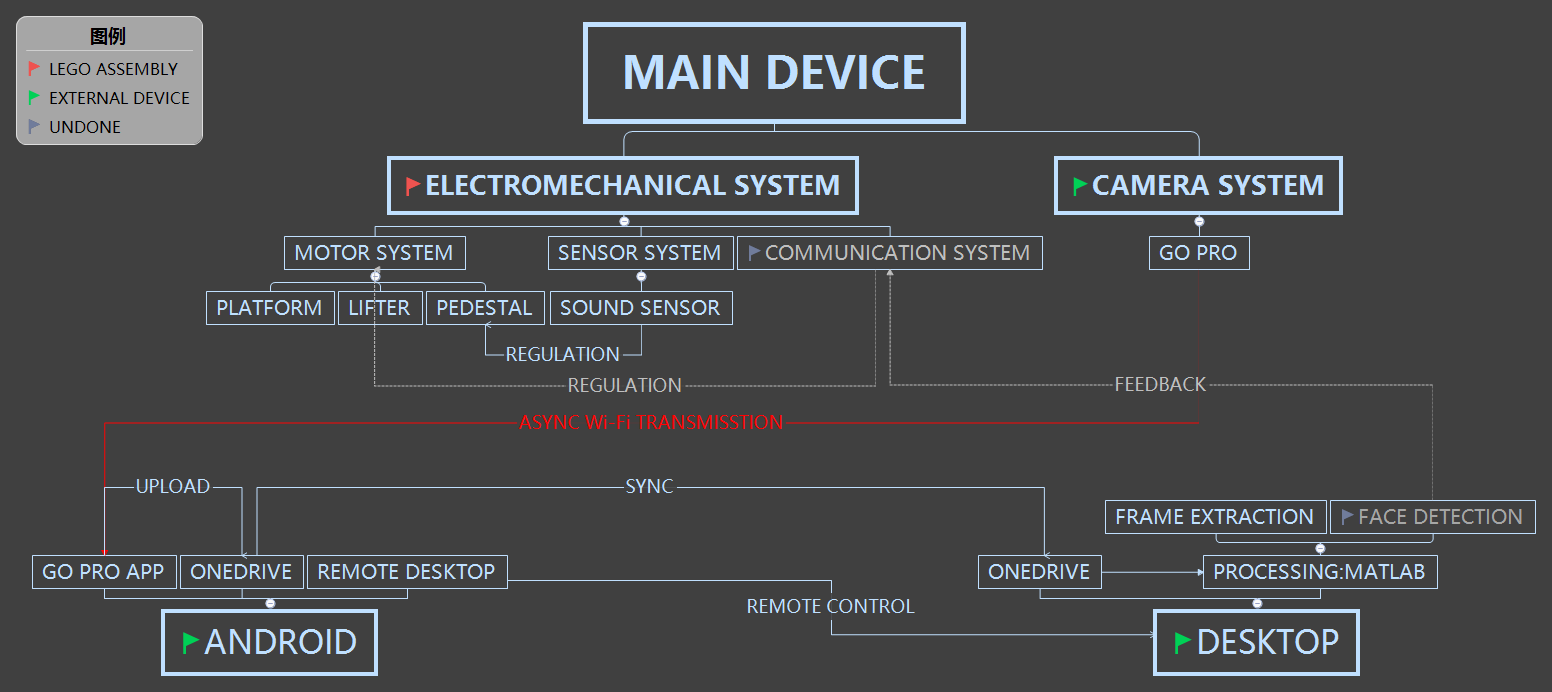 图例
LEGO ASSEMBLY
EXTERNAL DEVICE
UNDONE
MAIN DEVICE
ELECTROMECHANICAL SYSTEM
CAMERA SYSTEM
MOTOR SYSTEM
SENSOR SYSTEM
COMMUNICATION SYSTEM
GO PRO
PLATFORM
LIFTER
PEDESTAL
SOUND SENSOR
REGULATION
REGULATION
FEEDBACK
ASYNC Wi-Fi TRANSMISSTION
UPLOAD
SYNC
FRAME EXTRACTION
FACE DETECTION
GO PRO APP
ONEDRIVE
REMOTE DESKTOP
ONEDRIVE
PROCESSING:MATLAB
REMOTE CONTROL
ANDROID
DESKTOP